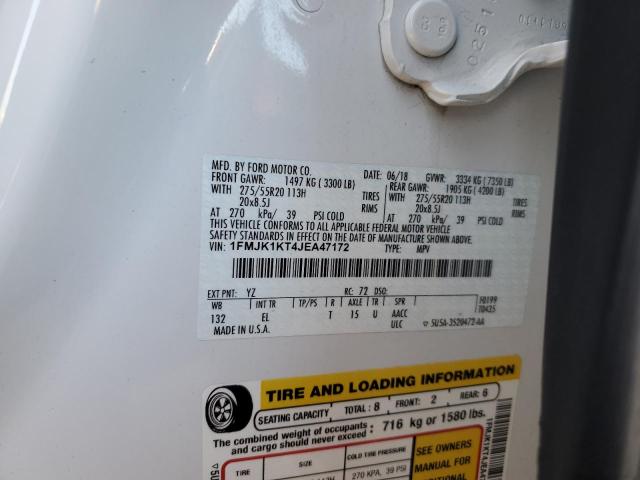 MFD. BY FORD MOTOR CO.
DATE: 06/18 GVWR: 3334 KG ( 7350 LB)
FRONT GAWR: 1497 KG ( 3300 LB) REAR GAWR: 1905 KG ( 4200 LB)
WITH 275/55R20 113H TIRES WITH 275/55R20 113H TIRES
20x8.5J RIMS 20x8.5J RIMS
AT 270 kPa/ 39 PSI COLD AT 270 kPa/ 39 PSI COLD
THIS VEHICLE CONFORMS TO ALL APPLICABLE FEDERAL MOTOR VEHICLE
SAFETY STANDARDS IN EFFECT ON THE DATE OF MANUFACTURE SHOWN ABOVE.
VIN: 1FMJK1KT4JEA47172 TYPE: MPV
EXT PNT: YZ RC: 72 DSO:
WB INT TR TP/PS R AXLE TR SPR F0199
132 EL T 15 U AACC T0425
MADE IN U.S.A. ULC ▽ 5U5A-3520472-AA
TIRE AND LOADING INFORMATION
SEATING CAPACITY TOTAL: 8 FRONT: 2 REAR: 6
The combined weight of occupants and cargo should never exceed: 716 kg or 1580 lbs.
TIRE SIZE COLD TIRE PRESSURE
270 KPA, 39 PSI
SEE OWNERS
MANUAL FOR